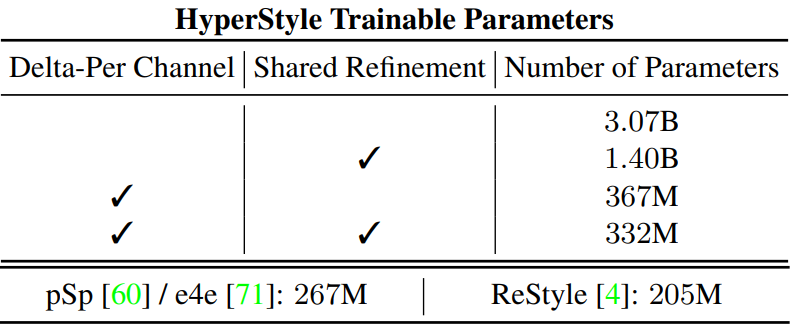 HyperStyle Trainable Parameters
Delta-Per Channel Shared Refinement Number of Parameters
3.07B
✓ 1.40B
✓ 367M
✓ ✓ 332M
pSp [60] / e4e [71]: 267M ReStyle [4]: 205M